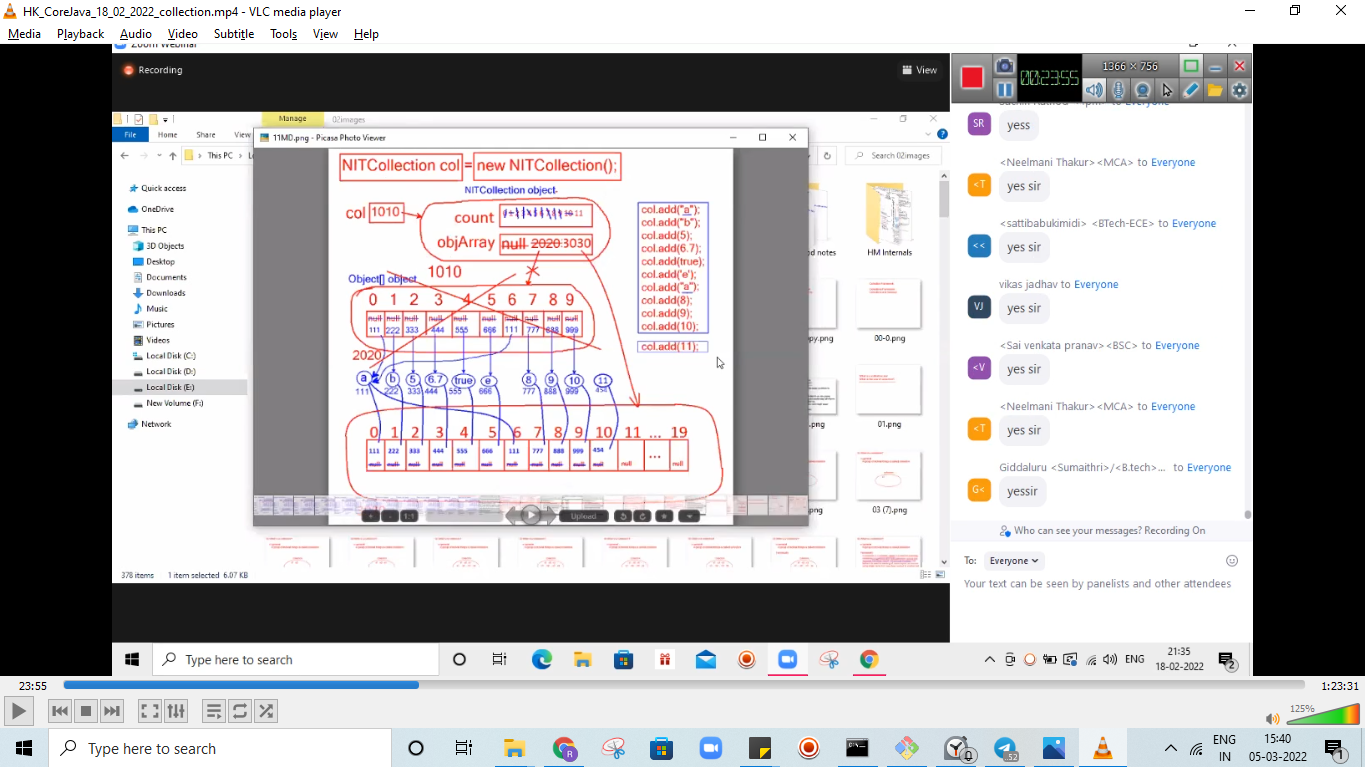 HK_CoreJava_18_02_2022_collection.mp4 - VLC media player
Media Playback Audio Video Subtitle Tools View Help
Zoom Webinar
Recording
View
1366 × 756
00:23:55
Manage
02images
File Home Share View
This PC
Search 02images
11MD.png - Picasa Photo Viewer
Quick access
OneDrive
This PC
3D Objects
Desktop
Documents
Downloads
Music
Pictures
Videos
Local Disk (C:)
Local Disk (D:)
Local Disk (E:)
New Volume (F:)
Network
NITCollection col = new NITCollection();
NITCollection object
col 1010
count 10 11
objArray null 2020 3030
1010
Object[] object
0 1 2 3 4 5 6 7 8 9
null null null null null null null null null null
111 222 333 444 555 666 111 777 888 999
2020
a b 5 6.7 true e 8 9 10 11
111 222 333 444 555 666 777 888 999 454
0 1 2 3 4 5 6 7 8 9 10 11 ... 19
111 222 333 444 555 666 111 777 888 999 454
null null null null null null null null null null null null ... null
col.add("a");
col.add("b");
col.add(5);
col.add(6.7);
col.add(true);
col.add('e');
col.add("a");
col.add(8);
col.add(9);
col.add(10);
col.add(11);
Upload
1:1
ed notes
HM Internals
py.png
00-0.png
.png
01.png
).png
03 (7).png
378 items 1 item selected 6.07 KB
to Everyone
SR
yess
<Neelmani Thakur><MCA> to Everyone
<T
yes sir
<sattibabukimidi> <BTech-ECE> to Everyone
<<
yes sir
vikas jadhav to Everyone
VJ
yes sir
<Sai venkata pranav><BSC> to Everyone
<V
yes sir
<Neelmani Thakur><MCA> to Everyone
<T
yes sir
Giddaluru <Sumaithri>/<B.tech>... to Everyone
G<
yessir
Who can see your messages? Recording On
To: Everyone
Your text can be seen by panelists and other attendees
Type here to search
ENG
21:35
18-02-2022
2
23:55
1:23:31
125%
Type here to search
52
ENG
IN
15:40
05-03-2022
1